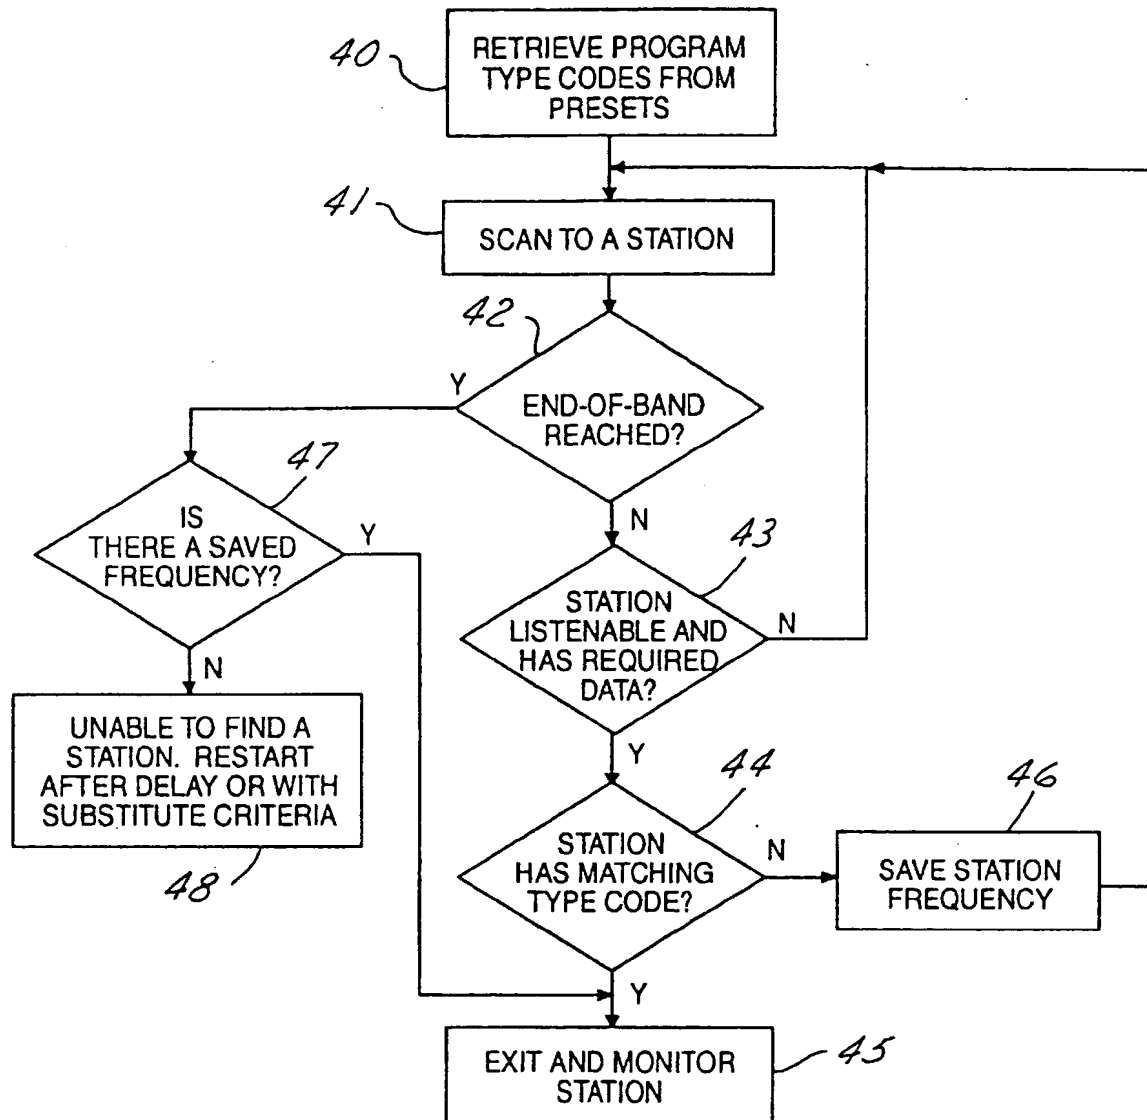 40
RETRIEVE PROGRAM
TYPE CODES FROM
PRESETS
41
SCAN TO A STATION
42
Y
END-OF-BAND
REACHED?
N
47
IS
THERE A SAVED
FREQUENCY?
Y
N
43
STATION
LISTENABLE AND
HAS REQUIRED
DATA?
N
Y
UNABLE TO FIND A
STATION. RESTART
AFTER DELAY OR WITH
SUBSTITUTE CRITERIA
48
44
STATION
HAS MATCHING
TYPE CODE?
N
Y
46
SAVE STATION
FREQUENCY
EXIT AND MONITOR
STATION
45